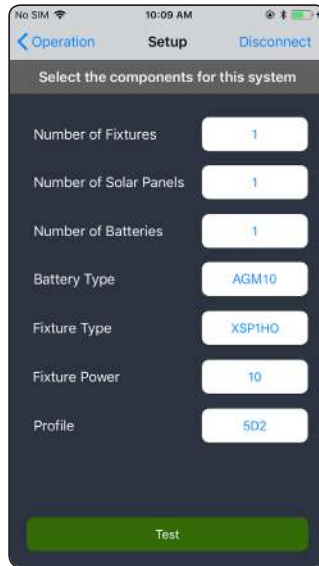 No SIM 10:09 AM
Operation Setup Disconnect
Select the components for this system
Number of Fixtures 1
Number of Solar Panels 1
Number of Batteries 1
Battery Type AGM10
Fixture Type XSP1HO
Fixture Power 10
Profile 5D2
Test